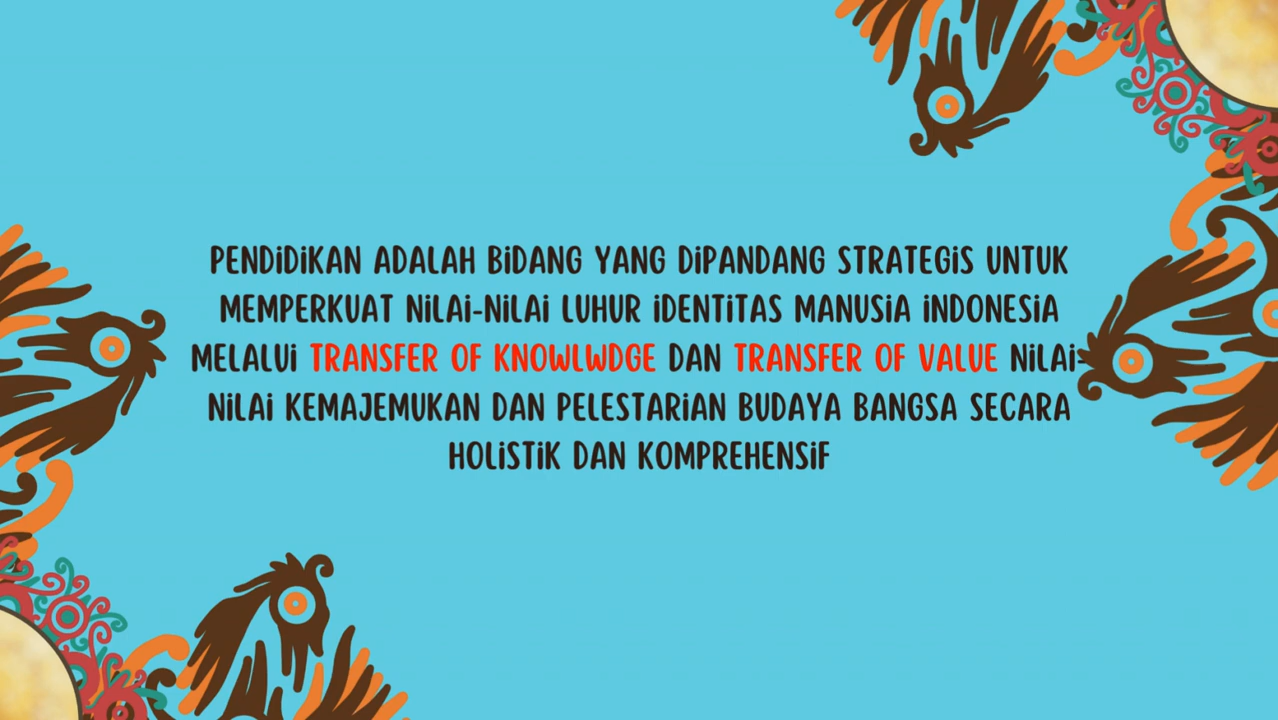 PENDiDiKAN ADALAH BiDANG YANG DiPANDANG STRATEGiS UNTUK
MEMPERKUAT NiLAi-NiLAi LUHUR iDENTiTAS MANUSiA iNDONESiA
MELALUi TRANSFER OF KNOWLWDGE DAN TRANSFER OF VALUE NiLAi-
NiLAi KEMAJEMUKAN DAN PELESTARiAN BUDAYA BANGSA SECARA
HOLiSTiK DAN KOMPREHENSiF